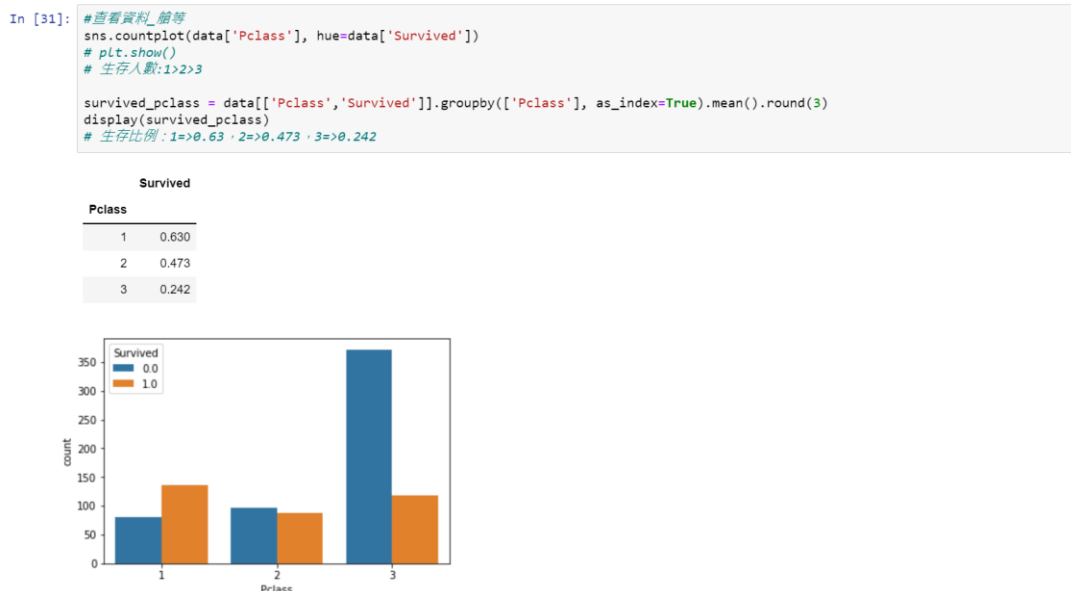 In [31]: #查看資料_艙等
sns.countplot(data['Pclass'], hue=data['Survived'])
# plt.show()
# 生存人數:1>2>3
survived_pclass = data[['Pclass','Survived']].groupby(['Pclass'], as_index=True).mean().round(3)
display(survived_pclass)
# 生存比例：1=>0.63，2=>0.473，3=>0.242
Survived
Pclass
1 0.630
2 0.473
3 0.242
Survived
0.0
1.0
350
300
250
200
150
100
50
0
count
1 2 3
Pclass